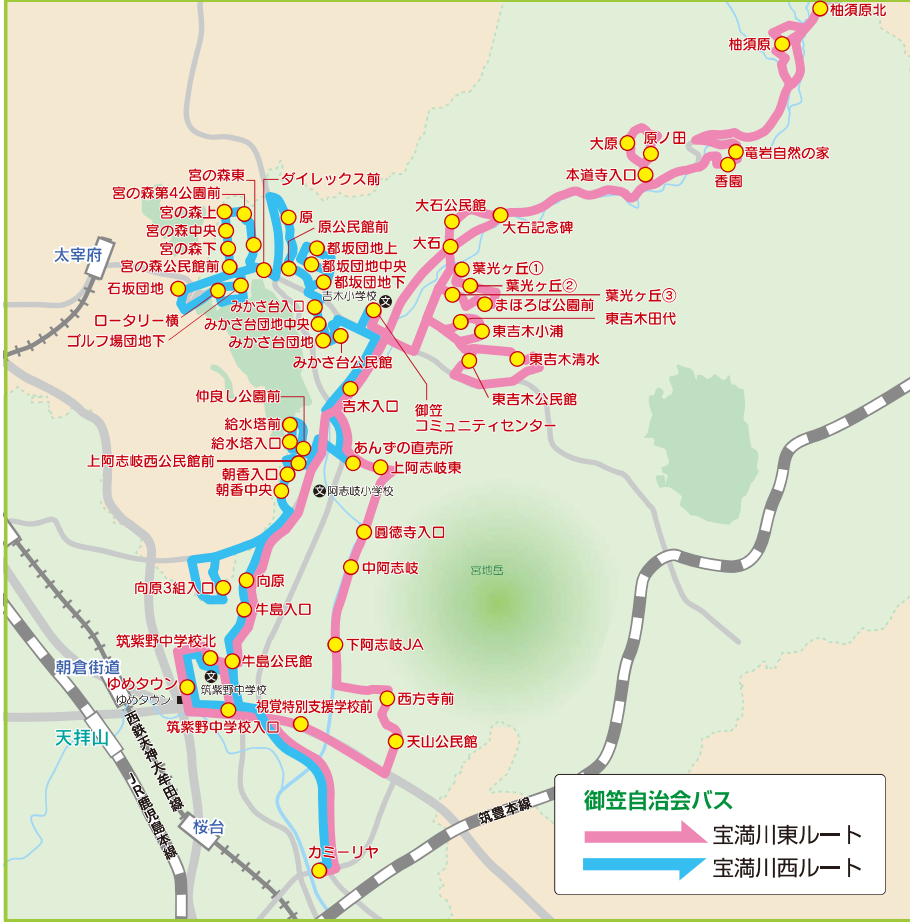 柚須原北
柚須原
大原
原ノ田
竜岩自然の家
本道寺入口
香園
宮の森東
ダイレックス前
宮の森第4公園前
宮の森上
原
大石公民館
大石記念碑
原公民館前
宮の森中央
都坂団地上
大石
太宰府
宮の森下
都坂団地中央
葉光ヶ丘①
宮の森公民館前
都坂団地下
葉光ヶ丘②
石坂団地
吉木小学校
文
葉光ヶ丘③
まほろば公園前
みかさ台入口
ロータリー横
みかさ台団地中央
東吉木田代
東吉木小浦
ゴルフ場団地下
みかさ台団地
みかさ台公民館
東吉木清水
仲良し公園前
吉木入口
御笠
コミュニティセンター
東吉木公民館
給水塔前
給水塔入口
あんずの直売所
上阿志岐西公民館前
上阿志岐東
朝香入口
朝香中央
文
阿志岐小学校
圓徳寺入口
中阿志岐
宮地岳
向原3組入口
向原
牛島入口
筑紫野中学校北
下阿志岐JA
牛島公民館
朝倉街道
文
ゆめタウン
筑紫野中学校
ゆめタウン
視覚特別支援学校前
西方寺前
筑紫野中学校入口
天拝山
天山公民館
西鉄天神大牟田線
JR鹿児島本線
桜台
筑豊本線
カミーリヤ
御笠自治会バス
宝満川東ルート
宝満川西ルート